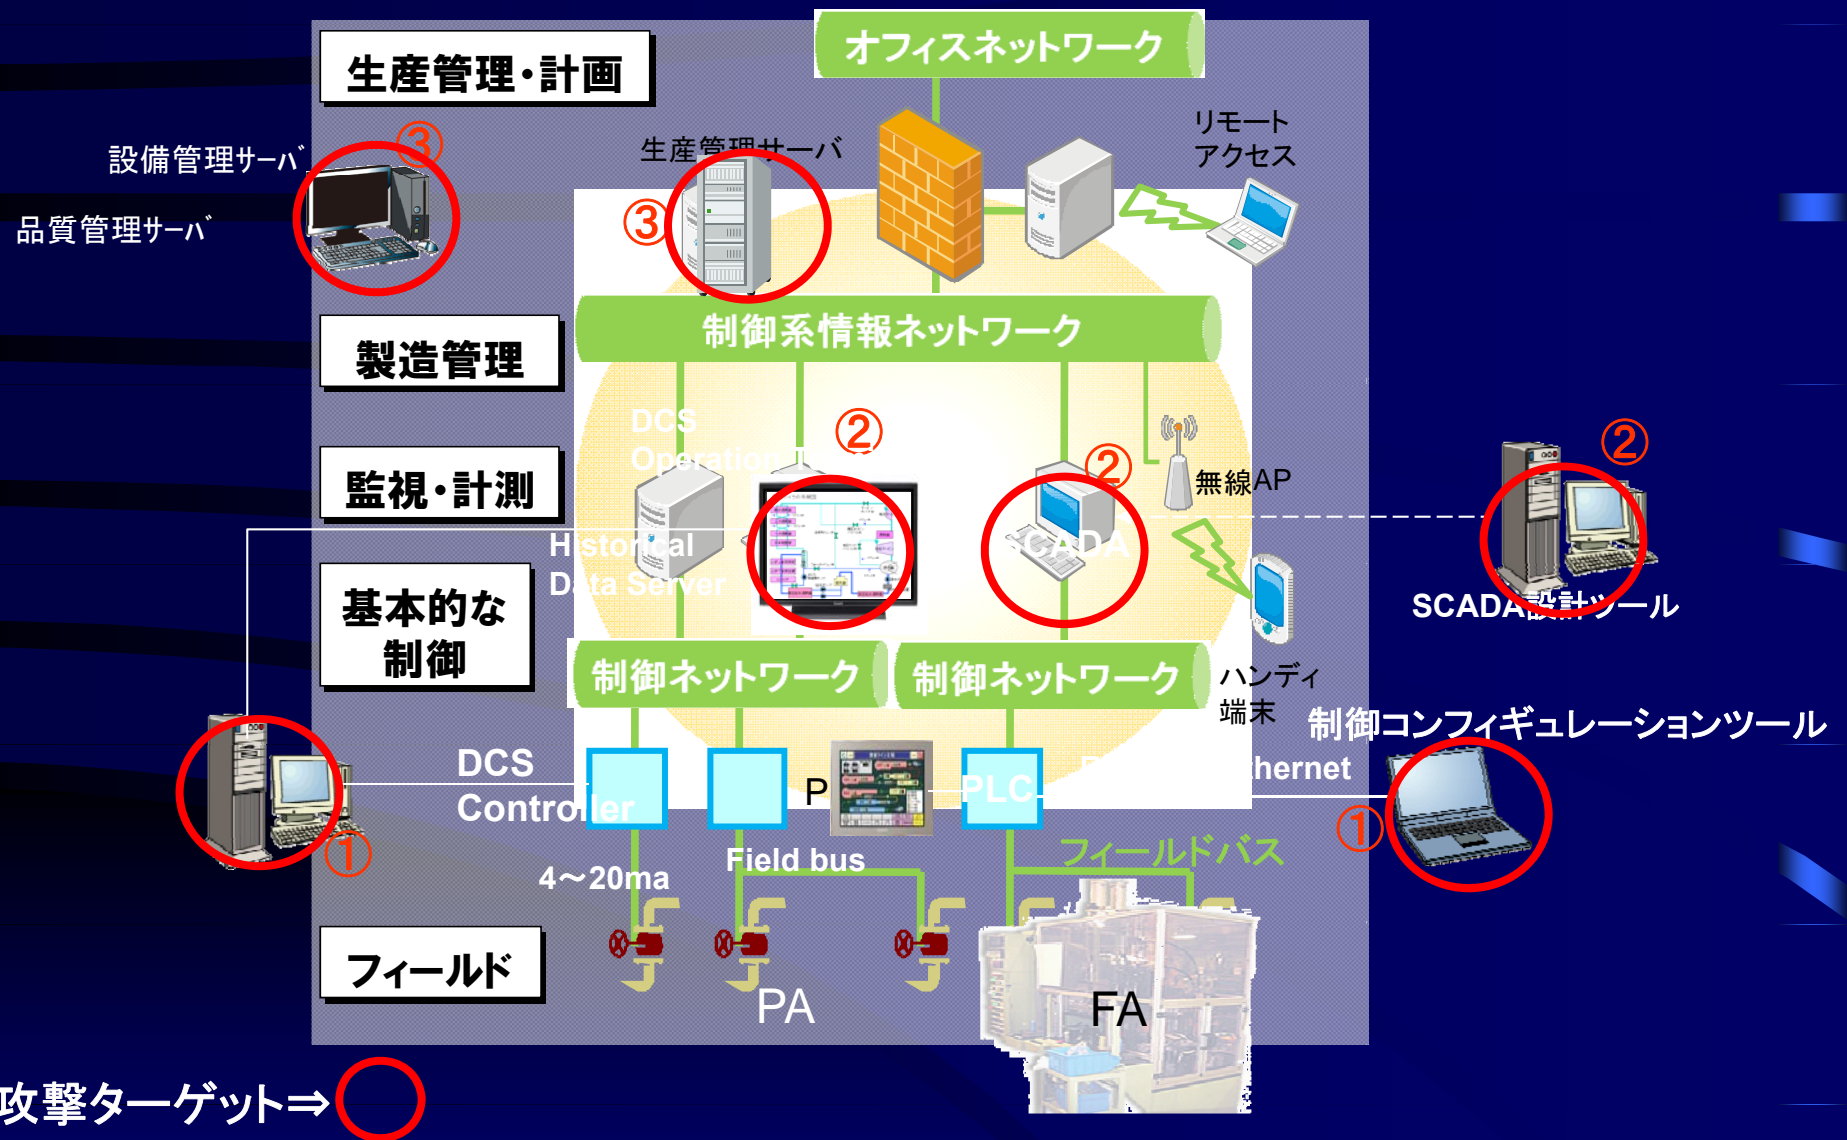 オフィスネットワーク
生産管理・計画
リモート
アクセス
③
生産管理サーバ
設備管理サーバ
③
品質管理サーバ
制御系情報ネットワーク
製造管理
DCS
Operation
②
②
②
監視・計測
無線AP
Historical
Data Server
SCADA
基本的な
制御
SCADA設計ツール
制御ネットワーク
制御ネットワーク
ハンディ
端末
制御コンフィギュレーションツール
DCS
Controller
P
PLC
hernet
①
①
フィールドバス
Field bus
4～20ma
フィールド
PA
FA
攻撃ターゲット⇒